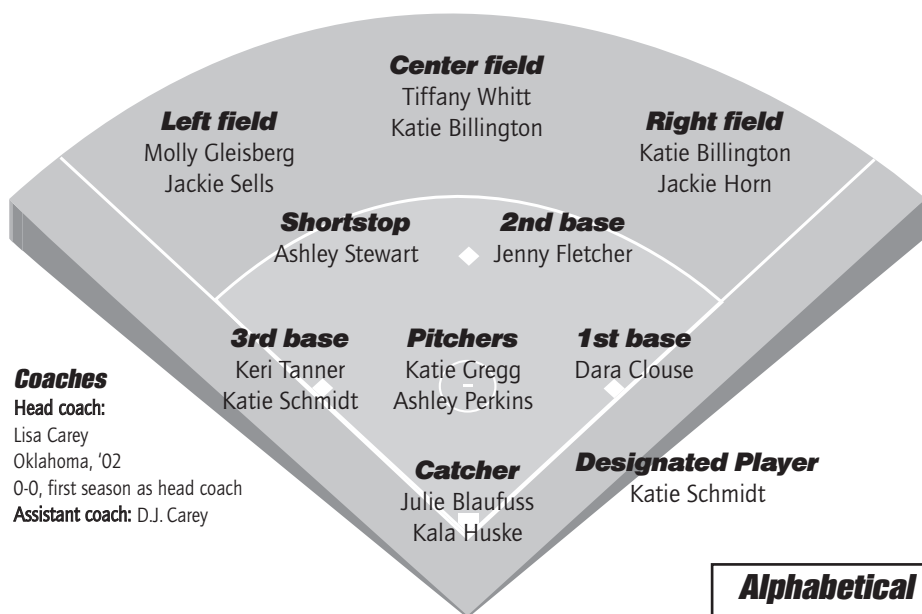 Center field
Tiffany Whitt
Katie Billington
Left field
Molly Gleisberg
Jackie Sells
Right field
Katie Billington
Jackie Horn
Shortstop
Ashley Stewart
2nd base
Jenny Fletcher
3rd base
Keri Tanner
Katie Schmidt
Pitchers
Katie Gregg
Ashley Perkins
1st base
Dara Clouse
Coaches
Head coach:
Lisa Carey
Oklahoma, ‘02
0-0, first season as head coach
Assistant coach: D.J. Carey
Catcher
Julie Blaufuss
Kala Huske
Designated Player
Katie Schmidt
Alphabetical